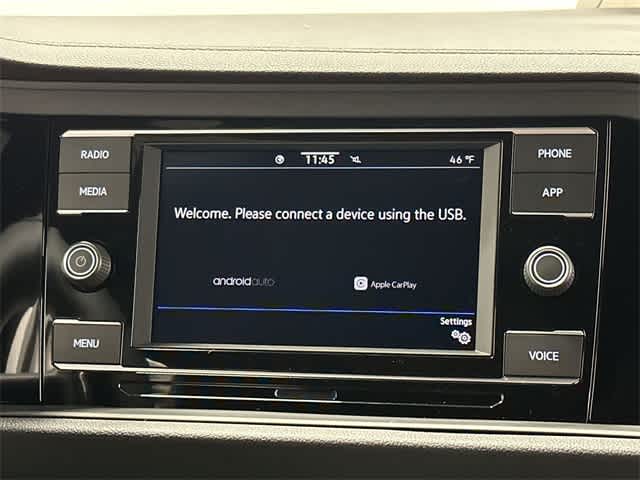 RADIO
MEDIA
MENU
11:45
46 °F
Welcome. Please connect a device using the USB.
androidauto
Apple CarPlay
Settings
PHONE
APP
VOICE